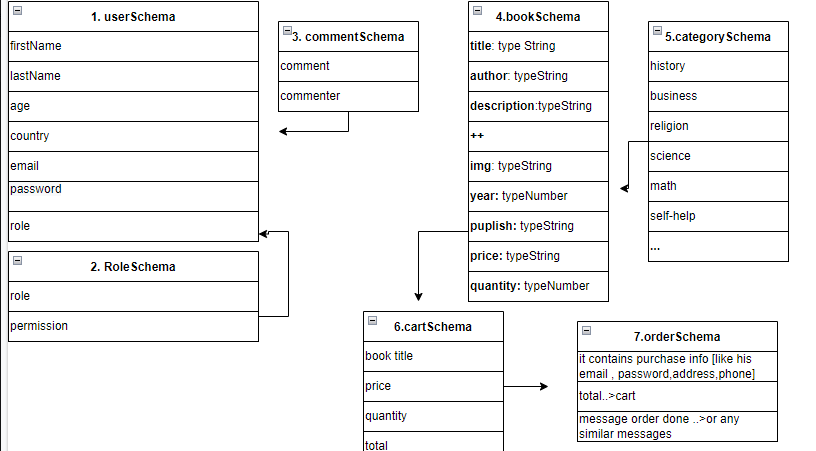 1. userSchema
firstName
lastName
age
country
email
password
role
2. RoleSchema
role
permission
3. commentSchema
comment
commenter
4.bookSchema
title: type String
author: typeString
description:typeString
++
img: typeString
year: typeNumber
puplish: typeString
price: typeString
quantity: typeNumber
5.categorySchema
history
business
religion
science
math
self-help
...
6.cartSchema
book title
price
quantity
total
7.orderSchema
it contains purchase info [like his
email , password,address,phone]
total..>cart
message order done ..>or any
similar messages